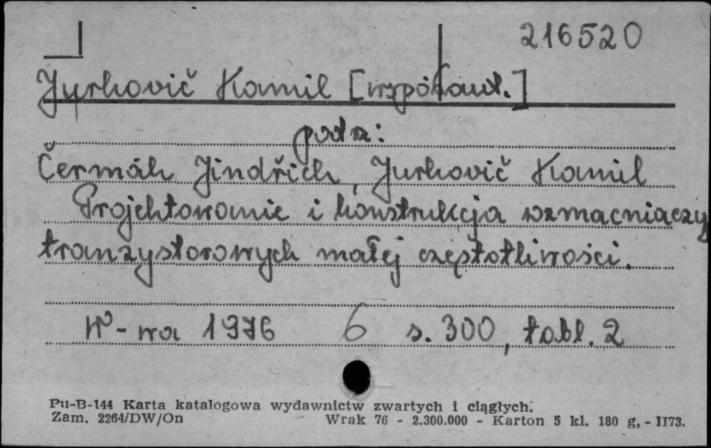 216520
Jurkovič Kamil [współaut.]
poda:
Čermák Jindřich, Jurkovič Kamil
Projektowanie i konstrukcja wzmacniaczy
tranzystorowych małej częstotliwości.
W-wa 1976 6 s. 300, tabl. 2
Pu-B-144 Karta katalogowa wydawnictw zwartych i ciągłych.
Zam. 2264/DW/On Wrak 76 - 2.300.000 - Karton 5 kl. 180 g, - II73.